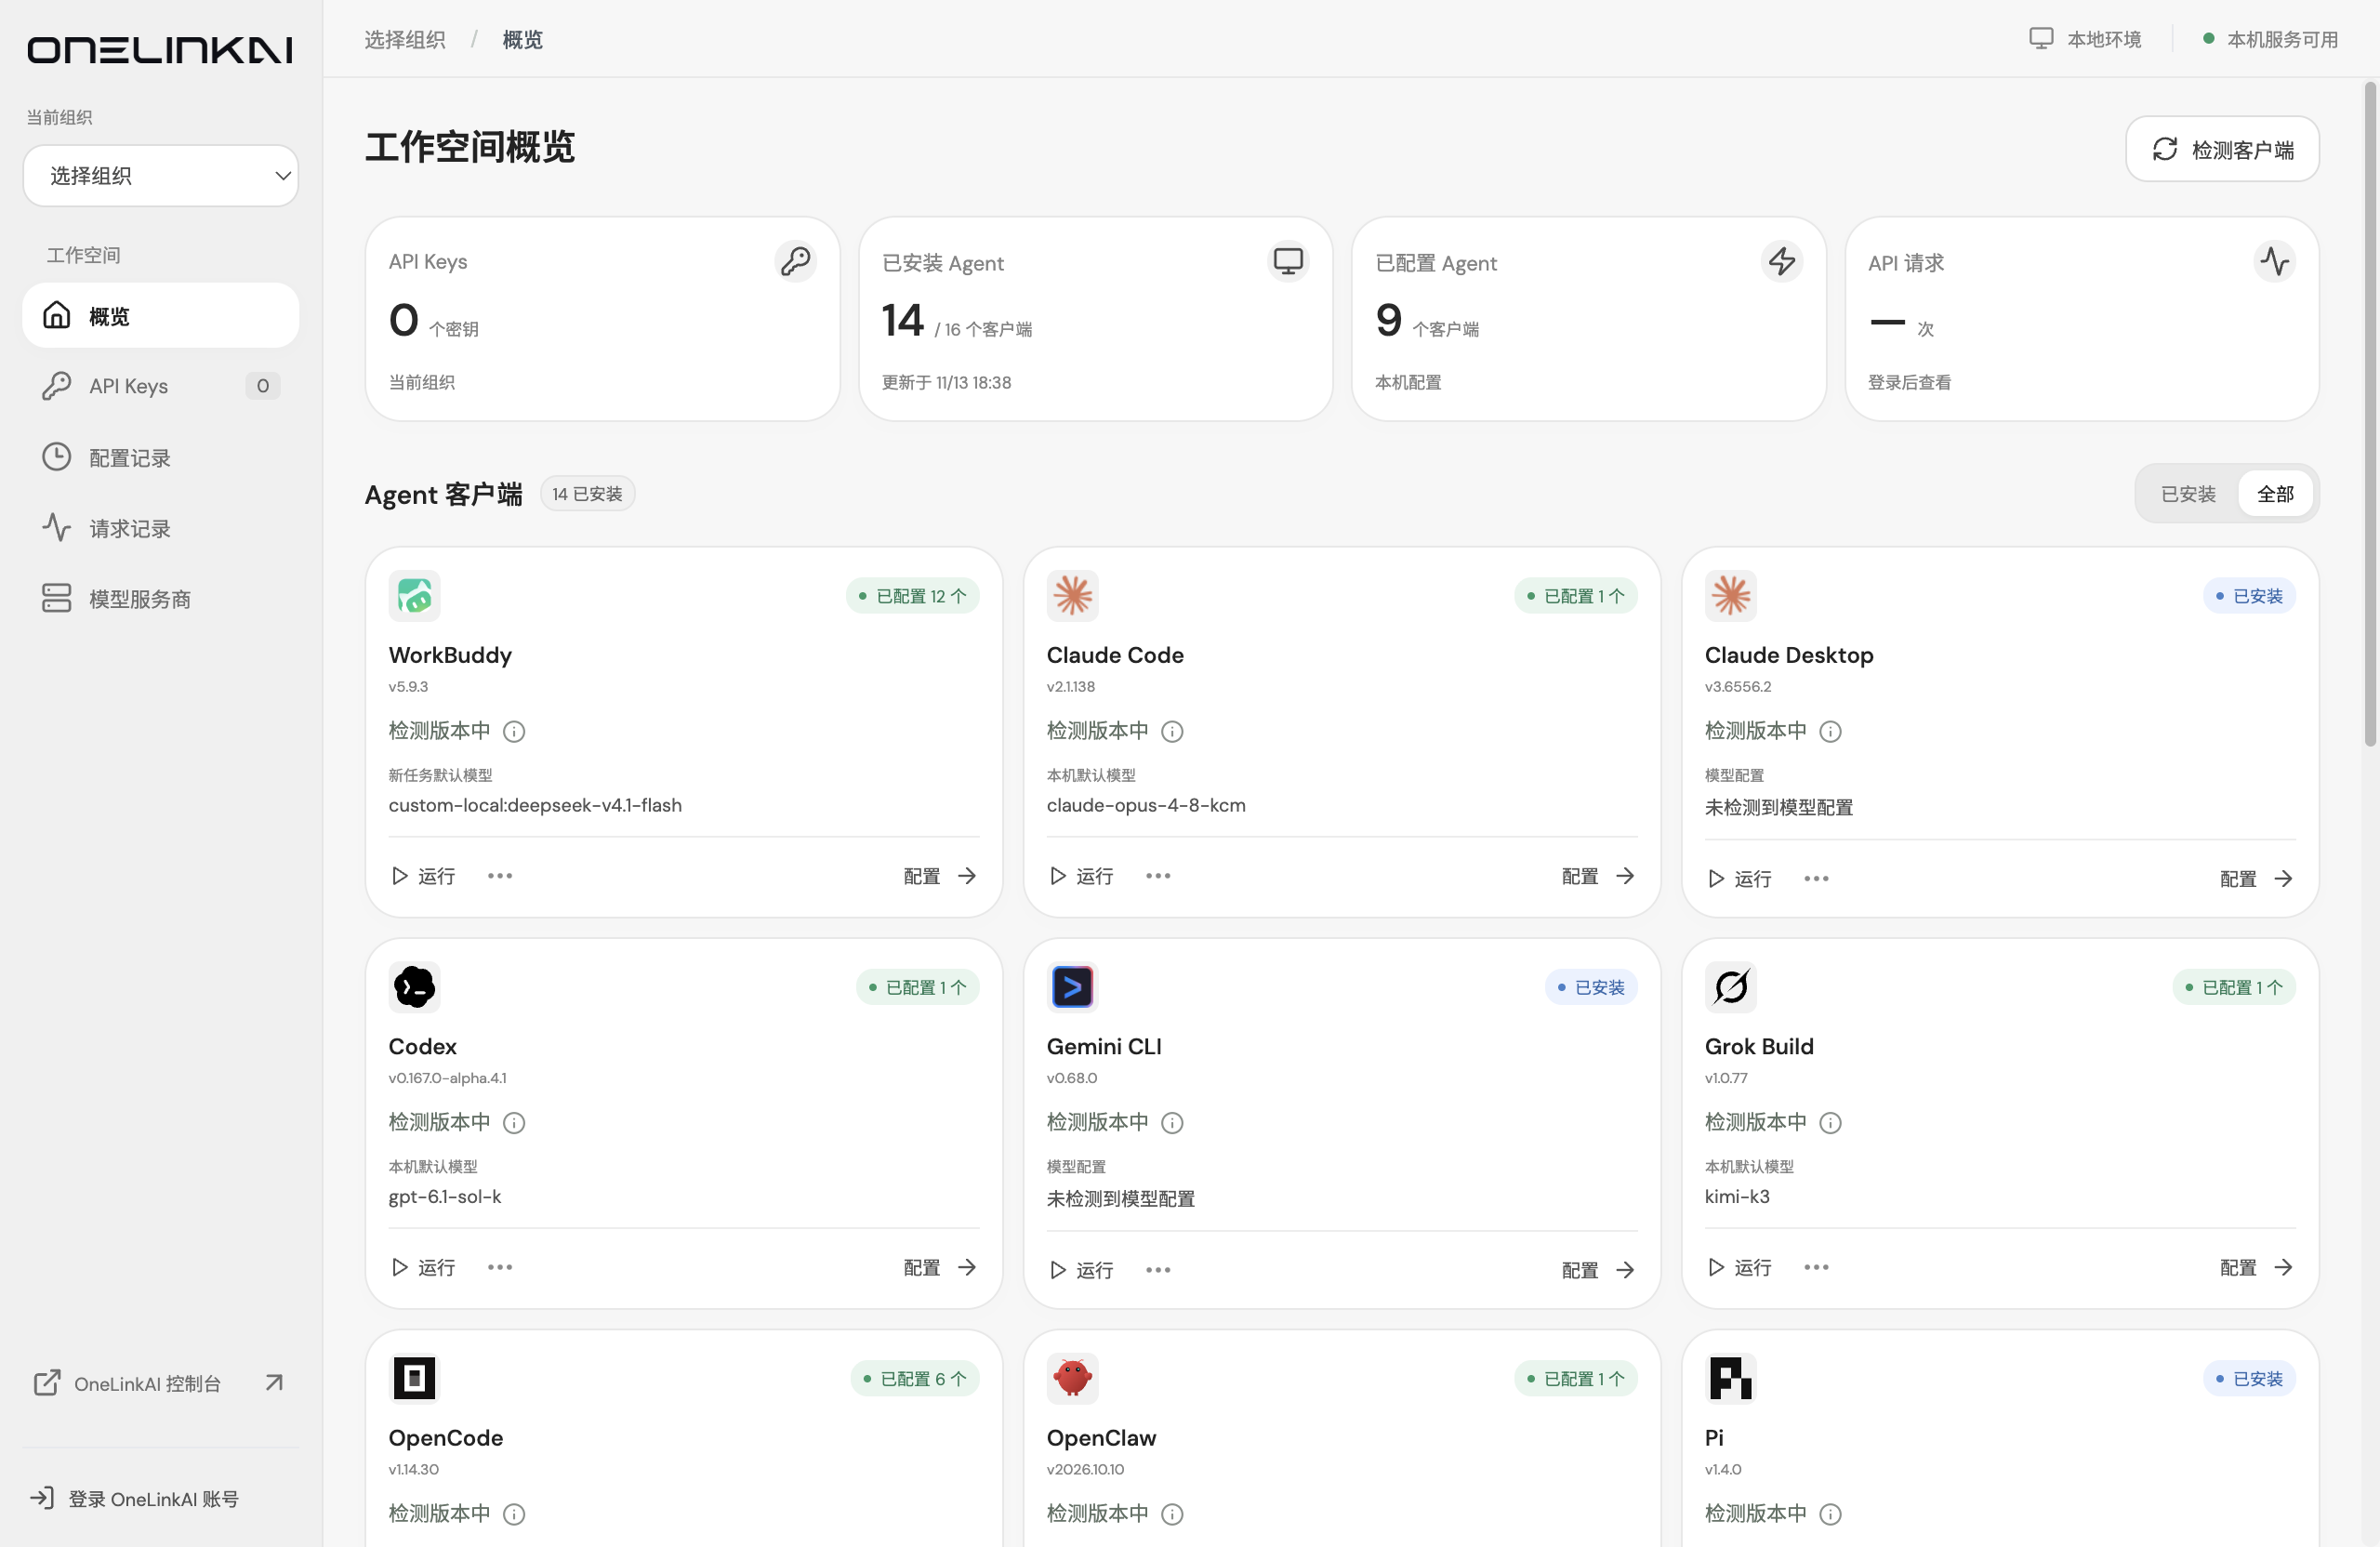 ONELINKAI
当前组织
选择组织
工作空间
概览
API Keys 0
配置记录
请求记录
模型服务商
OneLinkAI 控制台
登录 OneLinkAI 账号
选择组织 / 概览
本地环境
本机服务可用
工作空间概览
检测客户端
API Keys
0 个密钥
当前组织
已安装 Agent
14 / 16 个客户端
更新于 11/13 18:38
已配置 Agent
9 个客户端
本机配置
API 请求
— 次
登录后查看
Agent 客户端 14 已安装
已安装 全部
已配置 12 个
WorkBuddy
v5.9.3
检测版本中
新任务默认模型
custom-local:deepseek-v4.1-flash
运行 ••• 配置
已配置 1 个
Claude Code
v2.1.138
检测版本中
本机默认模型
claude-opus-4-8-kcm
运行 ••• 配置
已安装
Claude Desktop
v3.6556.2
检测版本中
模型配置
未检测到模型配置
运行 ••• 配置
已配置 1 个
Codex
v0.167.0-alpha.4.1
检测版本中
本机默认模型
gpt-6.1-sol-k
运行 ••• 配置
已安装
Gemini CLI
v0.68.0
检测版本中
模型配置
未检测到模型配置
运行 ••• 配置
已配置 1 个
Grok Build
v1.0.77
检测版本中
本机默认模型
kimi-k3
运行 ••• 配置
已配置 6 个
OpenCode
v1.14.30
检测版本中
已配置 1 个
OpenClaw
v2026.10.10
检测版本中
已安装
Pi
v1.4.0
检测版本中